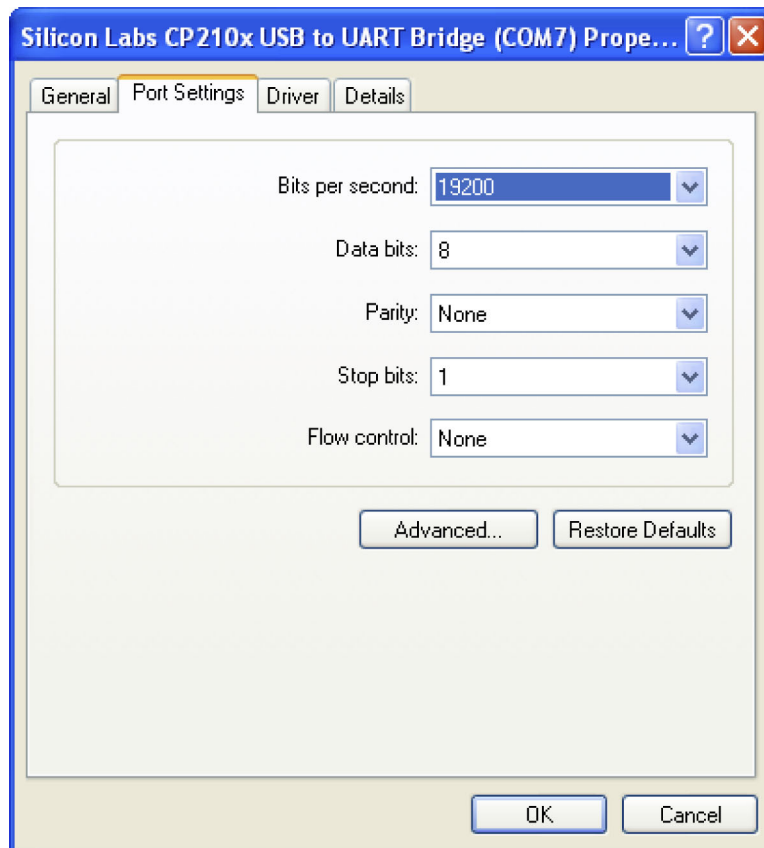 Silicon Labs CP210x USB to UART Bridge (COM7) Prope... ?
General Port Settings Driver Details
Bits per second: 19200
Data bits: 8
Parity: None
Stop bits: 1
Flow control: None
Advanced... Restore Defaults
OK Cancel